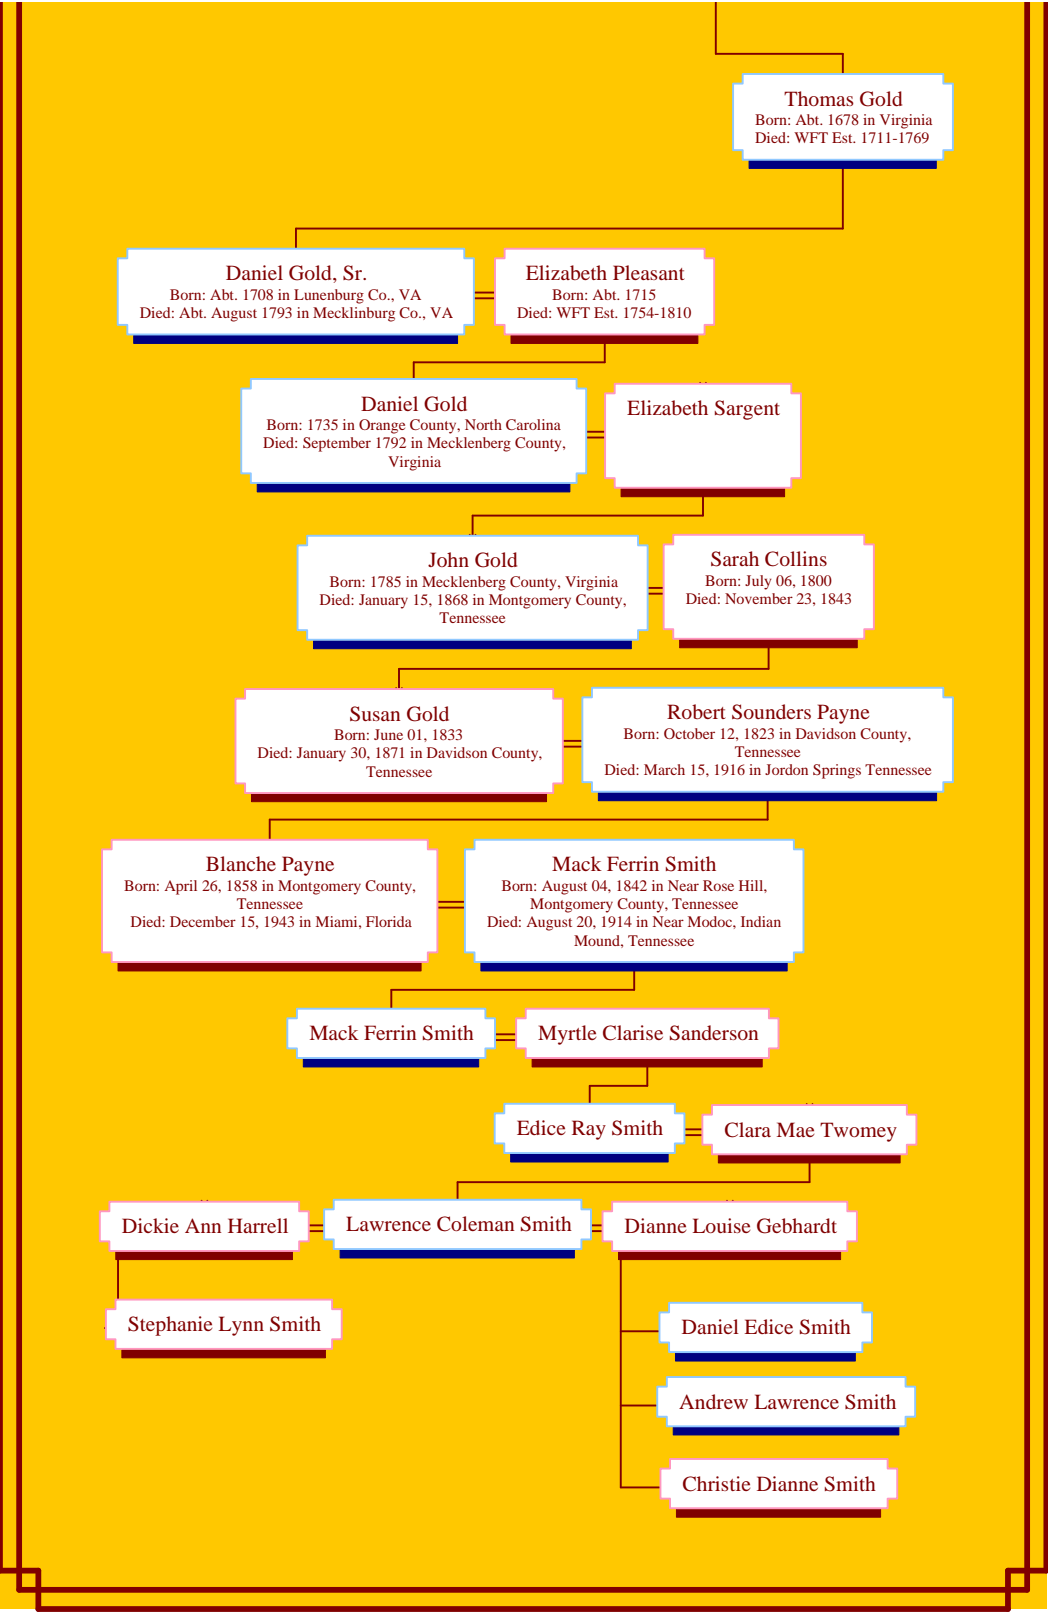 Thomas Gold
Born: Abt. 1678 in Virginia
Died: WFT Est. 1711-1769
Daniel Gold, Sr.
Born: Abt. 1708 in Lunenburg Co., VA
Died: Abt. August 1793 in Mecklinburg Co., VA
Elizabeth Pleasant
Born: Abt. 1715
Died: WFT Est. 1754-1810
Daniel Gold
Born: 1735 in Orange County, North Carolina
Died: September 1792 in Mecklenberg County,
Virginia
Elizabeth Sargent
John Gold
Born: 1785 in Mecklenberg County, Virginia
Died: January 15, 1868 in Montgomery County,
Tennessee
Sarah Collins
Born: July 06, 1800
Died: November 23, 1843
Susan Gold
Born: June 01, 1833
Died: January 30, 1871 in Davidson County,
Tennessee
Robert Sounders Payne
Born: October 12, 1823 in Davidson County,
Tennessee
Died: March 15, 1916 in Jordon Springs Tennessee
Blanche Payne
Born: April 26, 1858 in Montgomery County,
Tennessee
Died: December 15, 1943 in Miami, Florida
Mack Ferrin Smith
Born: August 04, 1842 in Near Rose Hill,
Montgomery County, Tennessee
Died: August 20, 1914 in Near Modoc, Indian
Mound, Tennessee
Mack Ferrin Smith
Myrtle Clarise Sanderson
Edice Ray Smith
Clara Mae Twomey
Dickie Ann Harrell
Lawrence Coleman Smith
Dianne Louise Gebhardt
Stephanie Lynn Smith
Daniel Edice Smith
Andrew Lawrence Smith
Christie Dianne Smith